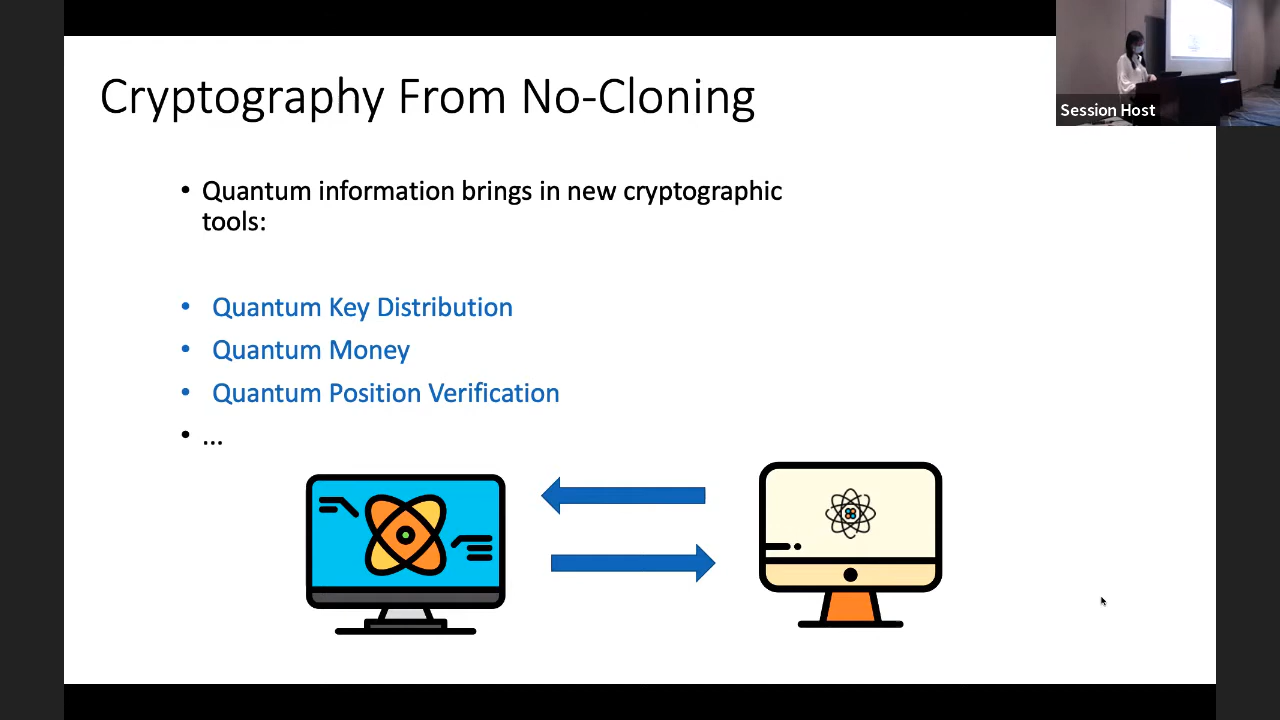 Cryptography From No-Cloning
Session Host
• Quantum information brings in new cryptographic
tools:
• Quantum Key Distribution
• Quantum Money
• Quantum Position Verification
• ...